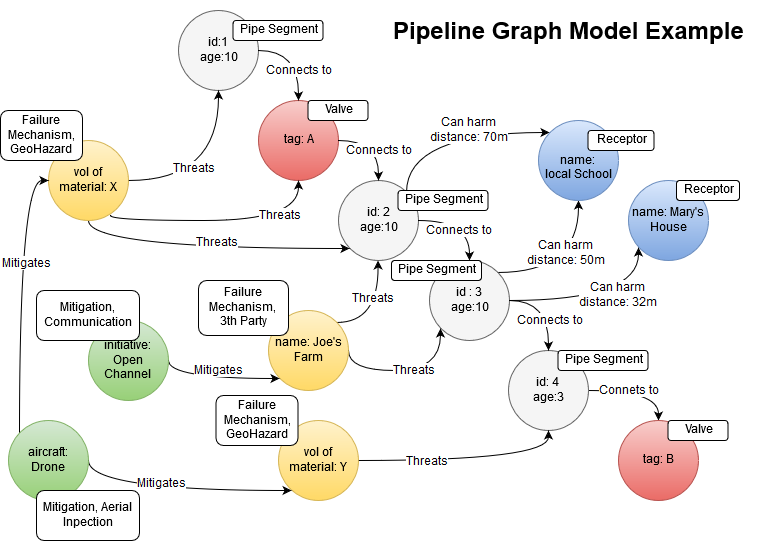 Pipeline Graph Model Example
Pipe Segment
id:1
age:10
Connects to
Valve
tag: A
Failure
Mechanism,
GeoHazard
vol of
material: X
Threats
Connects to
Can harm
distance: 70m
Receptor
name:
local School
Threats
Pipe Segment
id: 2
age:10
Receptor
name: Mary's
House
Threats
Connects to
Mitigates
Pipe Segment
id : 3
age:10
Can harm
distance: 50m
Can harm
distance: 32m
Mitigation,
Communication
initiative:
Open
Channel
Failure
Mechanism,
3th Party
name: Joe's
Farm
Threats
Connects to
Mitigates
Threats
Pipe Segment
id: 4
age:3
Connets to
Failure
Mechanism,
GeoHazard
vol of
material: Y
Threats
Valve
tag: B
aircraft:
Drone
Mitigates
Mitigation, Aerial
Inpection